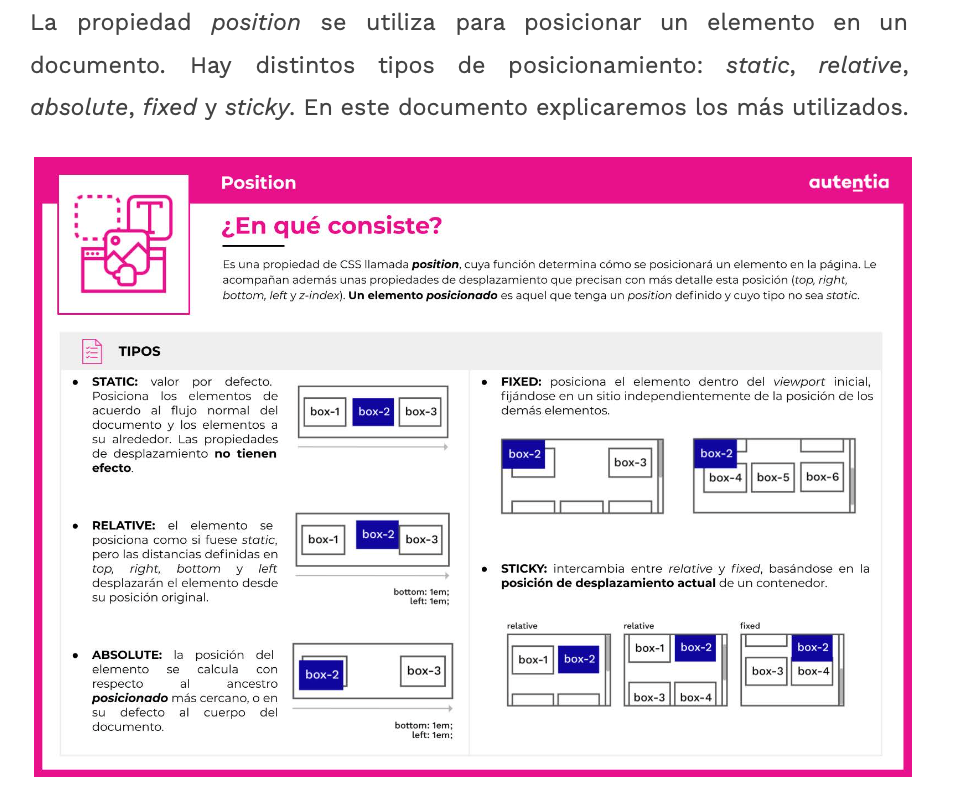 La propiedad position se utiliza para posicionar un elemento en un
documento. Hay distintos tipos de posicionamiento: static, relative,
absolute, fixed y sticky. En este documento explicaremos los más utilizados.
Position
autentia
¿En qué consiste?
Es una propiedad de CSS llamada position, cuya función determina cómo se posicionará un elemento en la página. Le
acompañan además unas propiedades de desplazamiento que precisan con más detalle esta posición (top, right,
bottom, left y z-index). Un elemento posicionado es aquel que tenga un position definido y cuyo tipo no sea static.
TIPOS
● STATIC: valor por defecto.
Posiciona los elementos de
acuerdo al flujo normal del
documento y los elementos a
su alrededor. Las propiedades
de desplazamiento no tienen
efecto.
box-1 box-2 box-3
● RELATIVE: el elemento se
posiciona como si fuese static,
pero las distancias definidas en
top, right, bottom y left
desplazarán el elemento desde
su posición original.
box-1 box-2 box-3
bottom: 1em;
left: 1em;
● ABSOLUTE: la posición del
elemento se calcula con
respecto al ancestro
posicionado más cercano, o en
su defecto al cuerpo del
documento.
box-2 box-3
bottom: 1em;
left: 1em;
● FIXED: posiciona el elemento dentro del viewport inicial,
fijándose en un sitio independientemente de la posición de los
demás elementos.
box-2
box-3
box-2
box-4 box-5 box-6
● STICKY: intercambia entre relative y fixed, basándose en la
posición de desplazamiento actual de un contenedor.
relative
box-1 box-2
relative
box-1 box-2
box-3 box-4
fixed
box-2
box-3 box-4